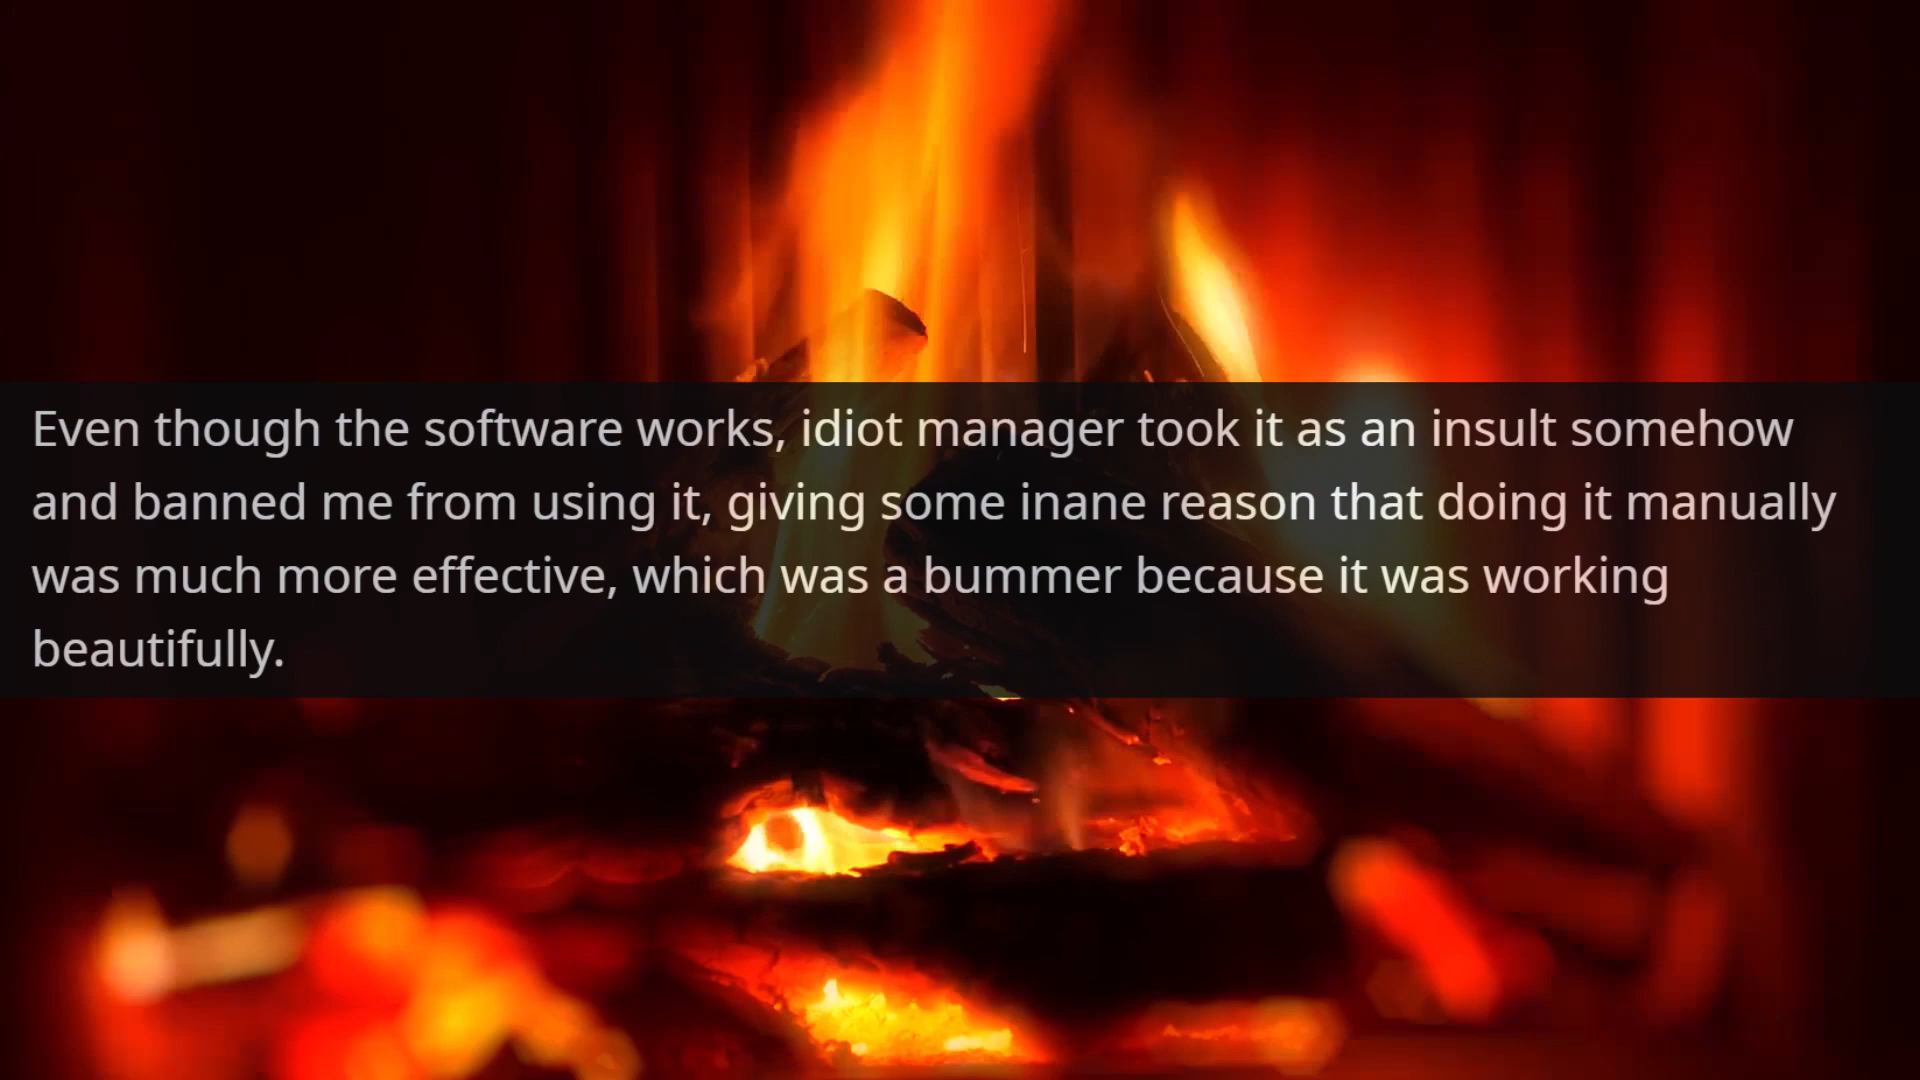 Even though the software works, idiot manager took it as an insult somehow
and banned me from using it, giving some inane reason that doing it manually
was much more effective, which was a bummer because it was working
beautifully.